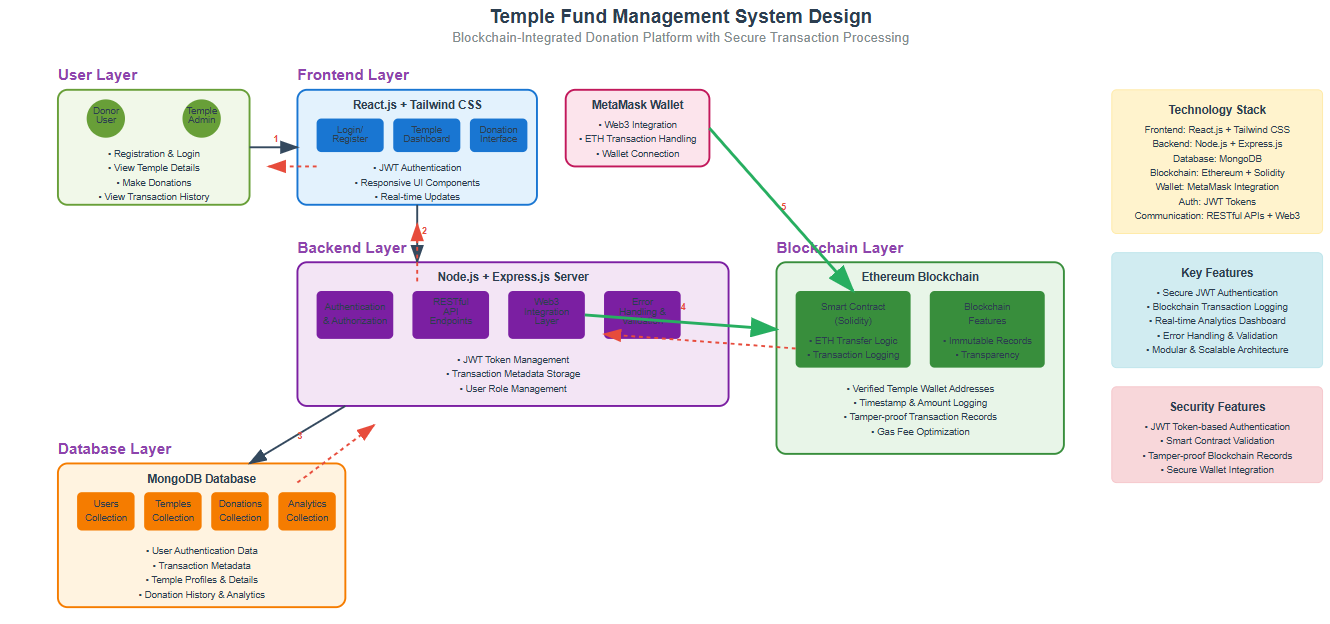 Temple Fund Management System Design
Blockchain-Integrated Donation Platform with Secure Transaction Processing
User Layer
Donor
User
Temple
Admin
• Registration & Login
• View Temple Details
• Make Donations
• View Transaction History
1
Frontend Layer
React.js + Tailwind CSS
Login/
Register
Temple
Dashboard
Donation
Interface
• JWT Authentication
• Responsive UI Components
• Real-time Updates
2
MetaMask Wallet
• Web3 Integration
• ETH Transaction Handling
• Wallet Connection
5
Backend Layer
Node.js + Express.js Server
Authentication
& Authorization
RESTful
API
Endpoints
Web3
Integration
Layer
Error
Handling &
4
• JWT Token Management
• Transaction Metadata Storage
• User Role Management
3
Blockchain Layer
Ethereum Blockchain
Smart Contract
(Solidity)
• ETH Transfer Logic
• Transaction Logging
Blockchain
Features
• Immutable Records
• Transparency
• Verified Temple Wallet Addresses
• Timestamp & Amount Logging
• Tamper-proof Transaction Records
• Gas Fee Optimization
Database Layer
MongoDB Database
Users
Collection
Temples
Collection
Donations
Collection
Analytics
Collection
• User Authentication Data
• Transaction Metadata
• Temple Profiles & Details
• Donation History & Analytics
Technology Stack
Frontend: React.js + Tailwind CSS
Backend: Node.js + Express.js
Database: MongoDB
Blockchain: Ethereum + Solidity
Wallet: MetaMask Integration
Auth: JWT Tokens
Communication: RESTful APIs + Web3
Key Features
• Secure JWT Authentication
• Blockchain Transaction Logging
• Real-time Analytics Dashboard
• Error Handling & Validation
• Modular & Scalable Architecture
Security Features
• JWT Token-based Authentication
• Smart Contract Validation
• Tamper-proof Blockchain Records
• Secure Wallet Integration